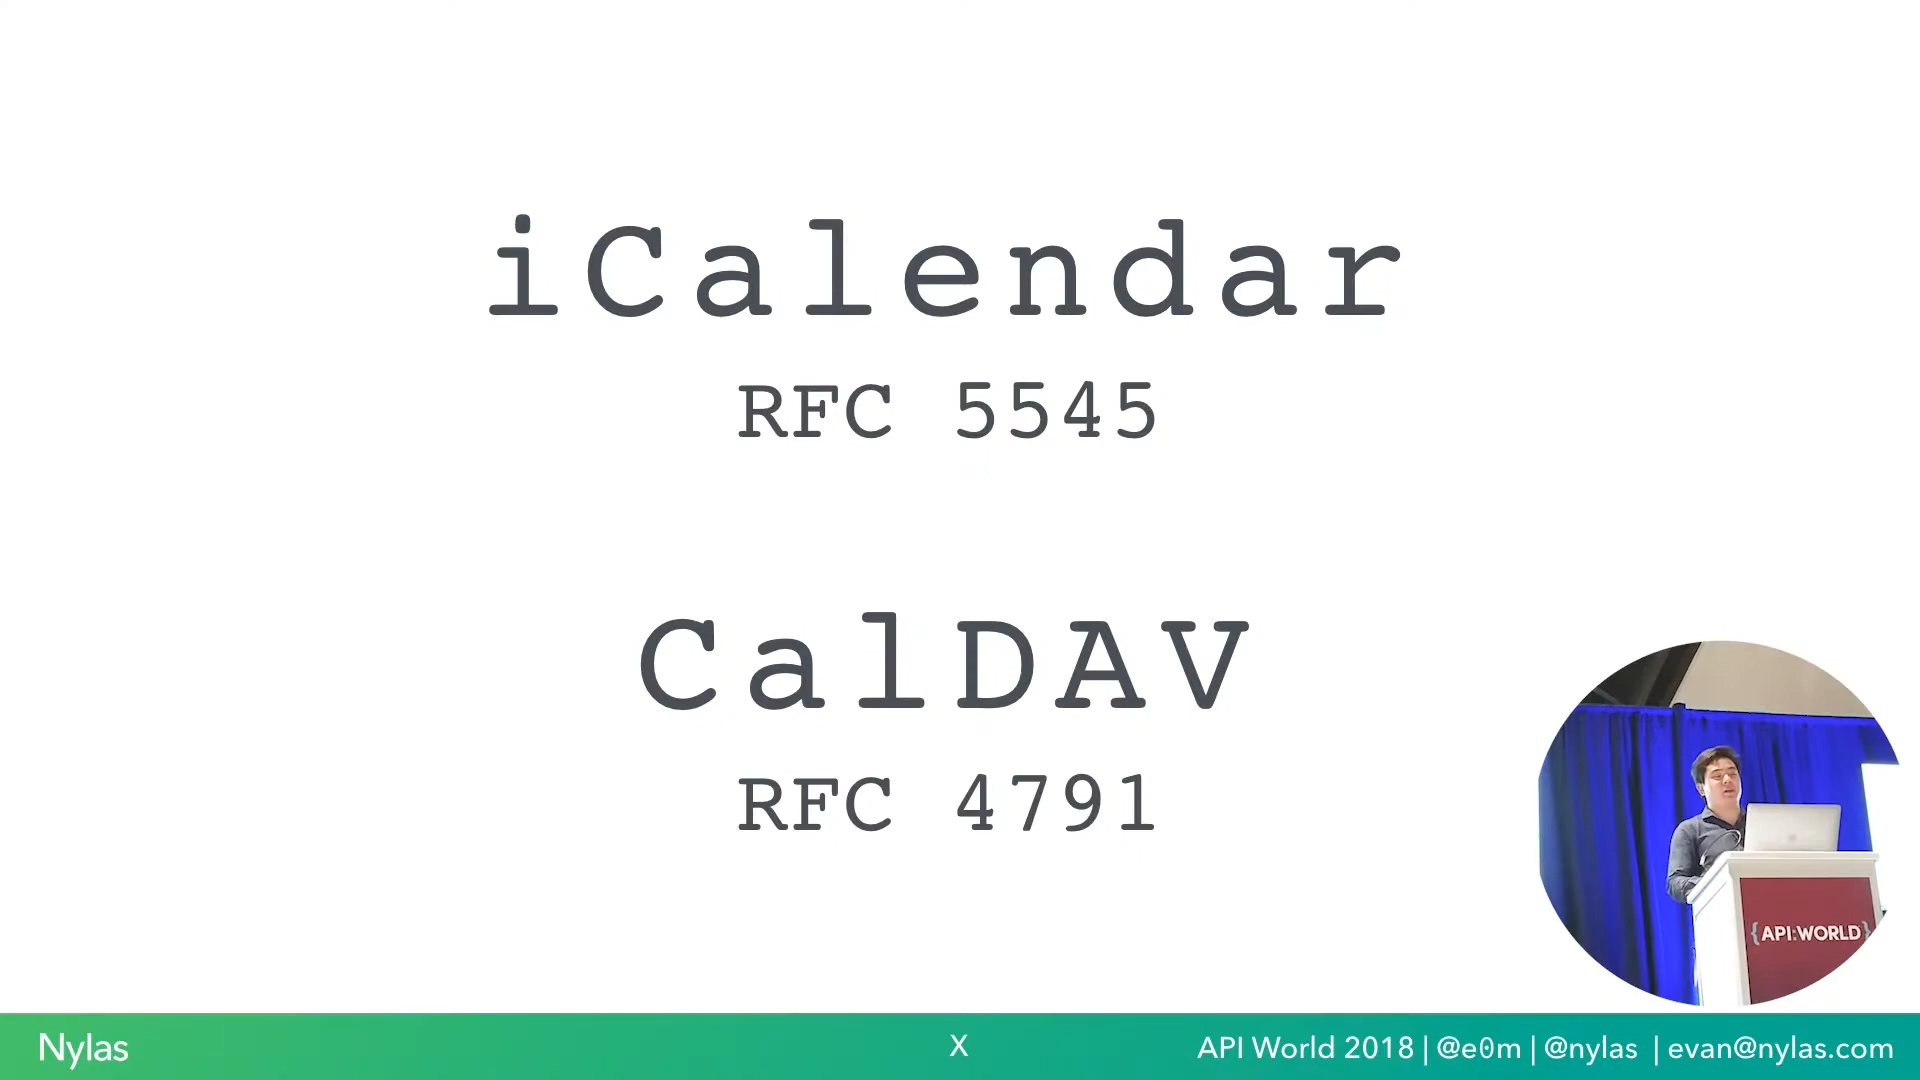 iCalendar
RFC 5545
CalDAV
RFC 4791
{API:WORLD}
Nylas
X
API World 2018 | @e0m | @nylas | evan@nylas.com